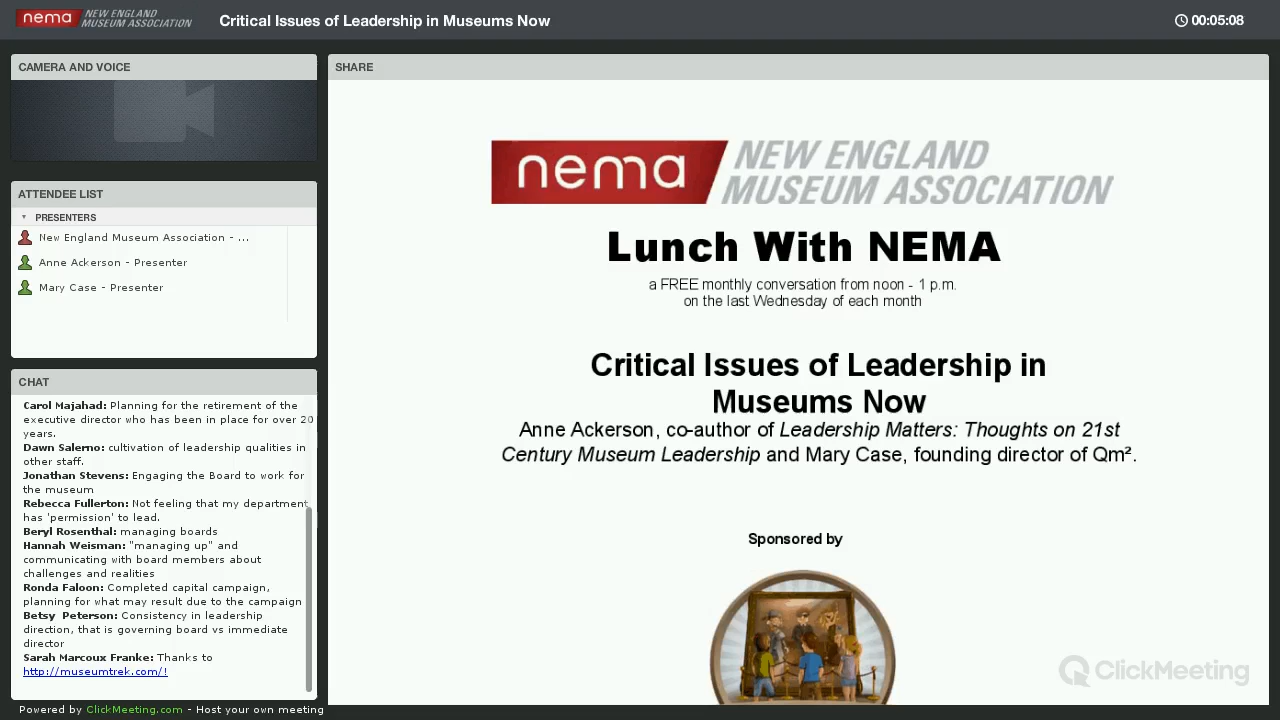 nema NEW ENGLAND
MUSEUM ASSOCIATION
Critical Issues of Leadership in Museums Now
00:05:08
CAMERA AND VOICE
ATTENDEE LIST
PRESENTERS
New England Museum Association - ...
Anne Ackerson - Presenter
Mary Case - Presenter
CHAT
Carol Majahad: Planning for the retirement of the
executive director who has been in place for over 20
years.
Dawn Salerno: cultivation of leadership qualities in
other staff.
Jonathan Stevens: Engaging the Board to work for
the museum
Rebecca Fullerton: Not feeling that my department
has 'permission' to lead.
Beryl Rosenthal: managing boards
Hannah Weisman: "managing up" and
communicating with board members about
challenges and realities
Ronda Faloon: Completed capital campaign,
planning for what may result due to the campaign
Betsy Peterson: Consistency in leadership
direction, that is governing board vs immediate
director
Sarah Marcoux Franke: Thanks to
http://museumtrek.com/!
Powered by ClickMeeting.com - Host your own meeting
SHARE
nema NEW ENGLAND
MUSEUM ASSOCIATION
Lunch With NEMA
a FREE monthly conversation from noon - 1 p.m.
on the last Wednesday of each month
Critical Issues of Leadership in
Museums Now
Anne Ackerson, co-author of Leadership Matters: Thoughts on 21st
Century Museum Leadership and Mary Case, founding director of Qm².
Sponsored by
ClickMeeting